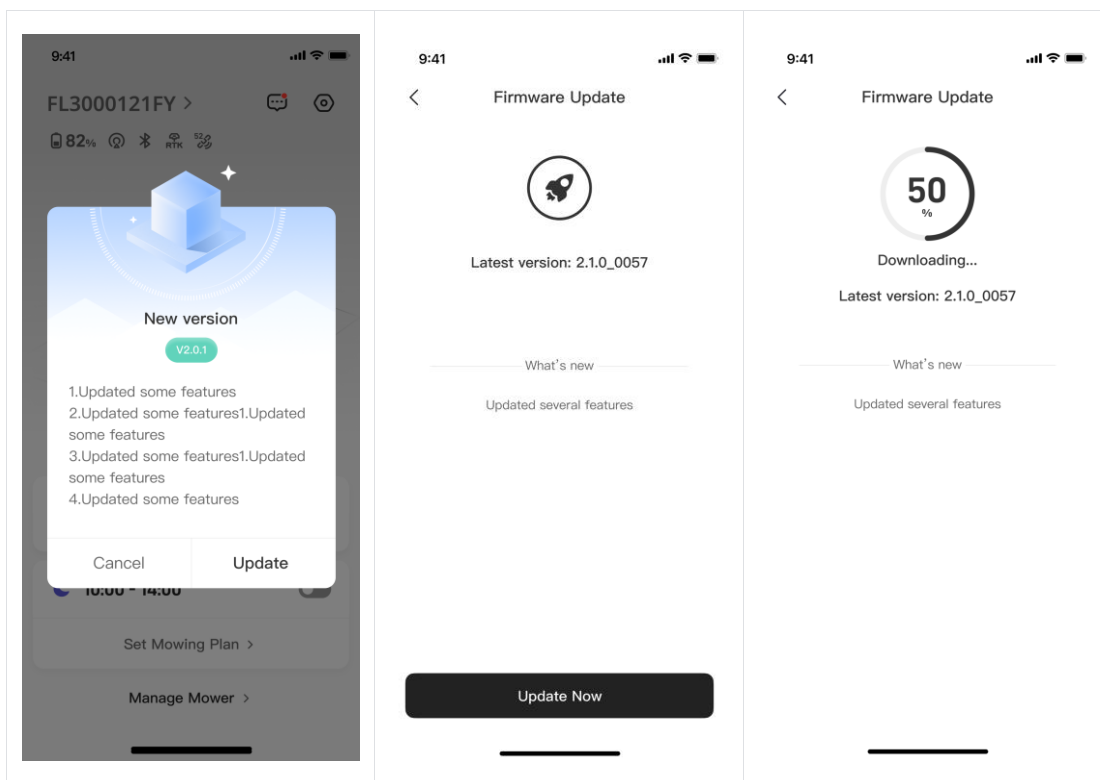 9:41
FL3000121FY >
82%
RTK
52
New version
V2.0.1
1.Updated some features
2.Updated some features1.Updated
some features
3.Updated some features1.Updated
some features
4.Updated some features
Cancel
Update
10:00 - 14:00
Set Mowing Plan >
Manage Mower >
9:41
Firmware Update
Latest version: 2.1.0_0057
What's new
Updated several features
Update Now
9:41
Firmware Update
50
%
Downloading...
Latest version: 2.1.0_0057
What's new
Updated several features